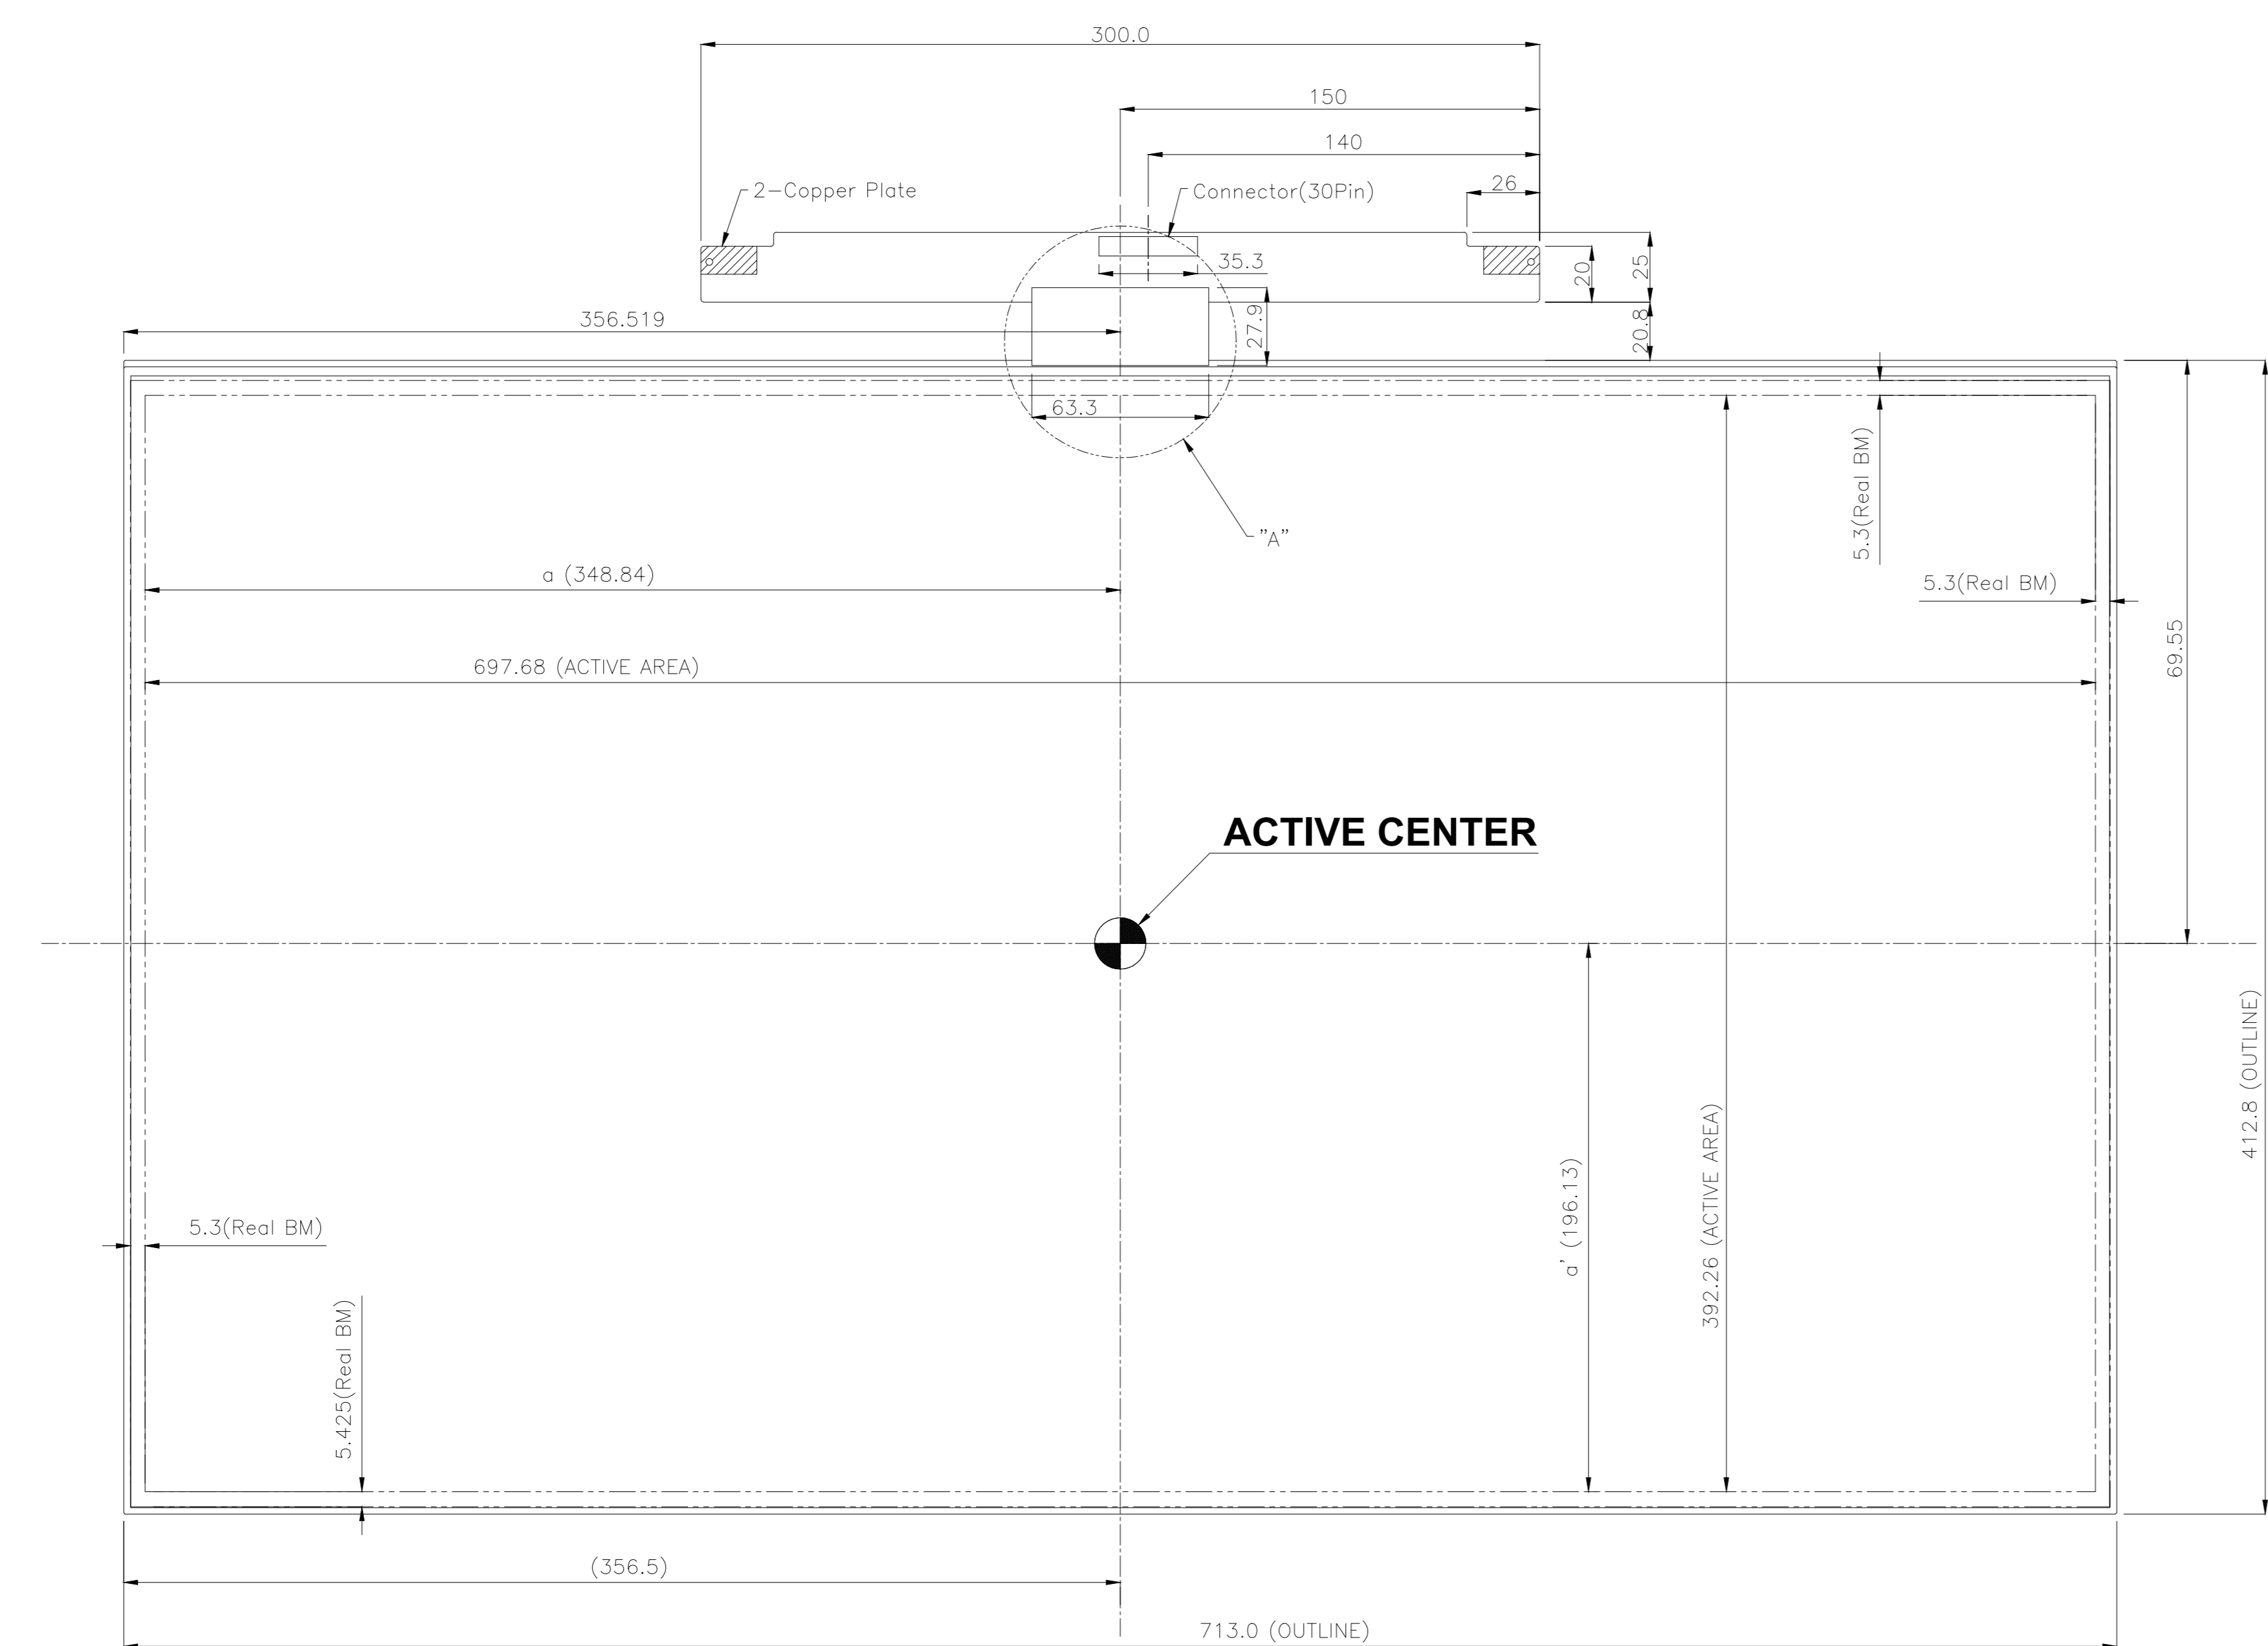 300.0
150
140
26
2-Copper Plate
Connector(30Pin)
35.3
20
25
27.9
20.8
356.519
63.3
"A"
5.3(Real BM)
5.3(Real BM)
a (348.84)
697.68 (ACTIVE AREA)
69.55
ACTIVE CENTER
412.8 (OUTLINE)
a' (196.13)
392.26 (ACTIVE AREA)
5.3(Real BM)
5.425(Real BM)
(356.5)
713.0 (OUTLINE)